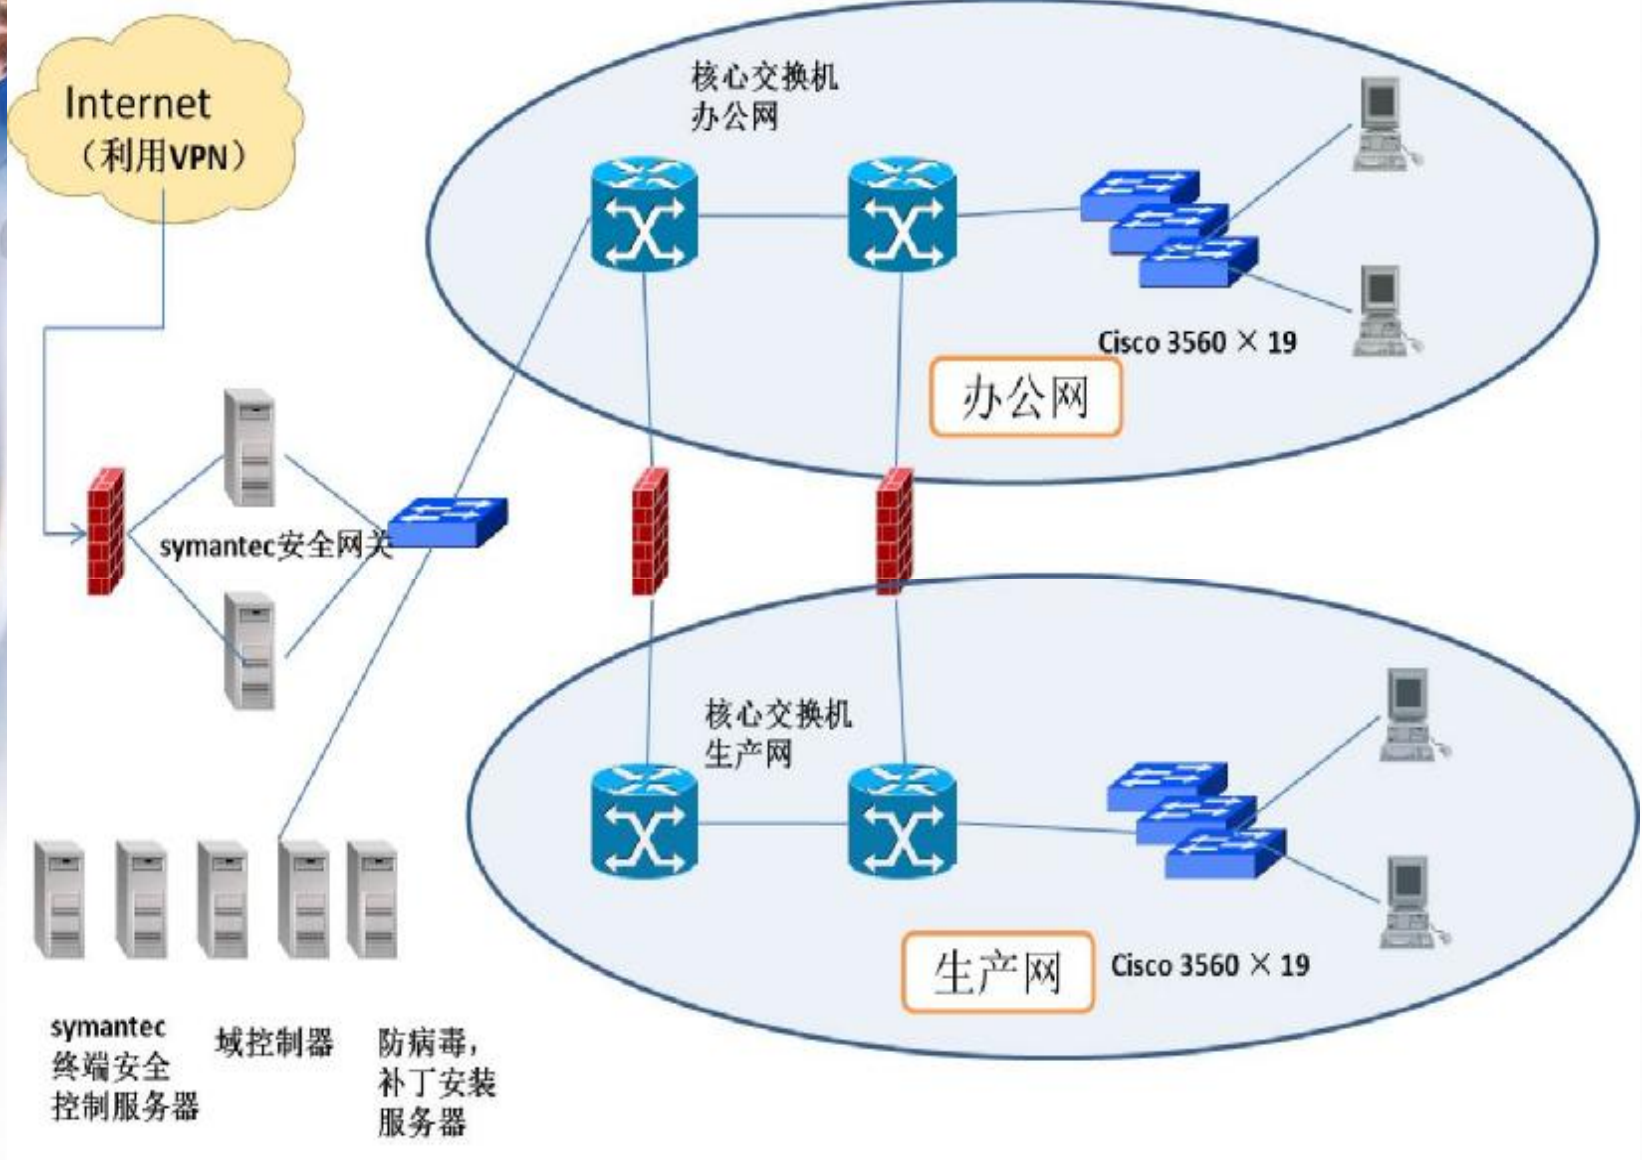 Internet
（利用VPN）
核心交换机
办公网
Cisco 3560 × 19
办公网
symantec安全网关
核心交换机
生产网
生产网
Cisco 3560 × 19
symantec
终端安全
控制服务器
域控制器
防病毒，
补丁安装
服务器